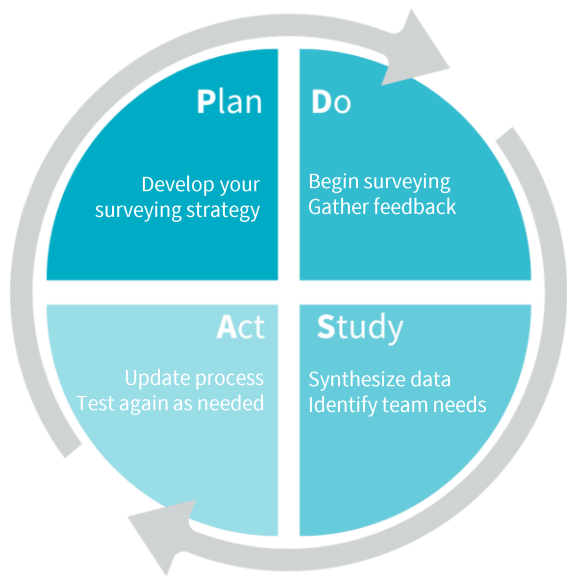 Plan
Develop your
surveying strategy
Do
Begin surveying
Gather feedback
Act
Update process
Test again as needed
Study
Synthesize data
Identify team needs